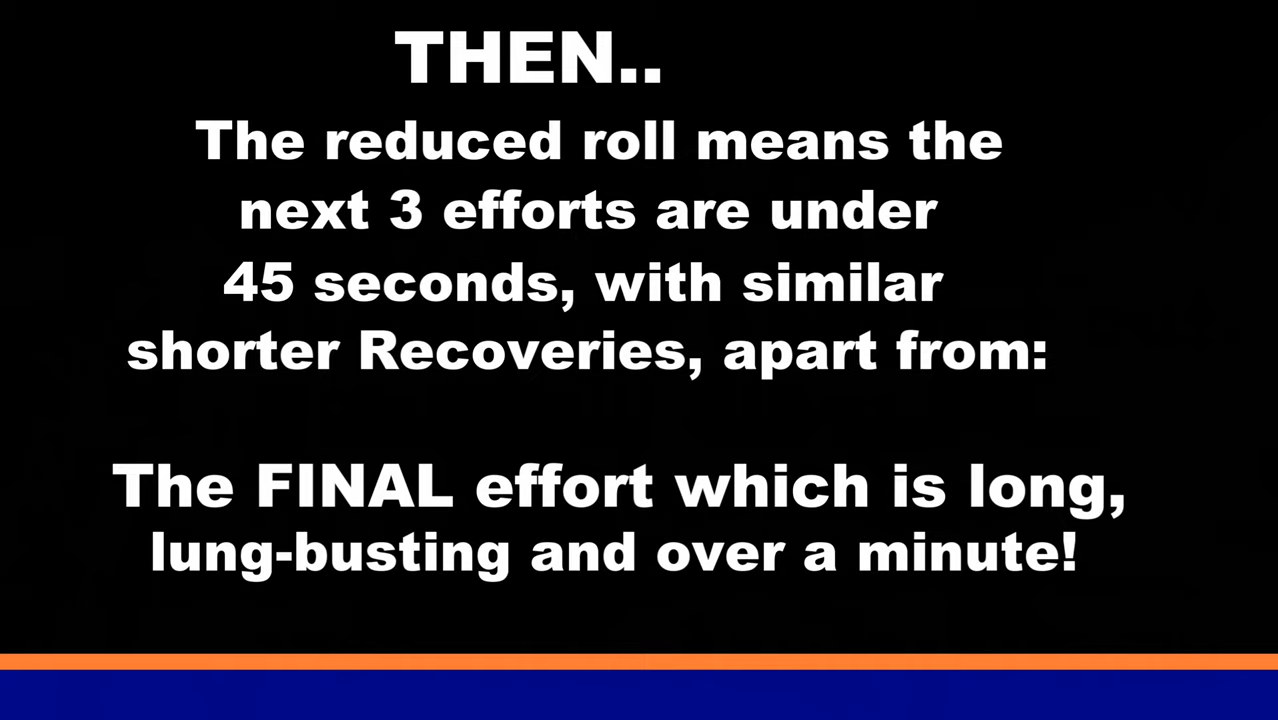 THEN..
The reduced roll means the
next 3 efforts are under
45 seconds, with similar
shorter Recoveries, apart from:
The FINAL effort which is long,
lung-busting and over a minute!